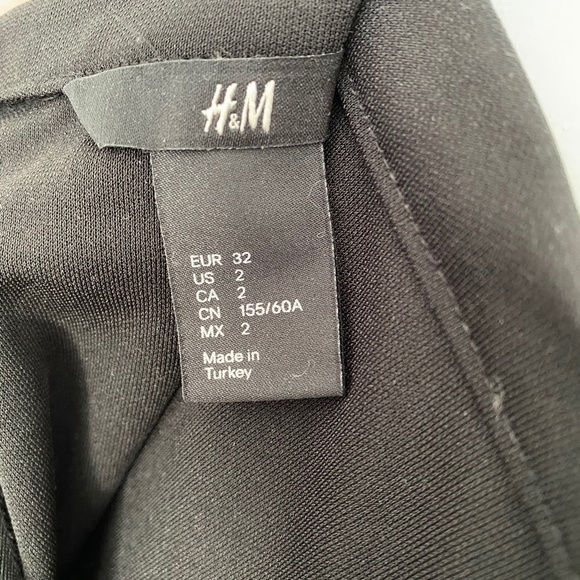 H&M
EUR 32
US 2
CA 2
CN 155/60A
MX 2
Made in
Turkey